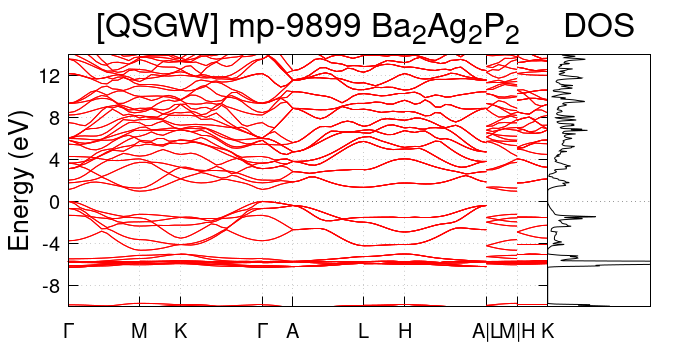 [QSGW] mp-9899 Ba₂Ag₂P₂ DOS
Energy (eV)
12
8
4
0
-4
-8
Γ M K Γ A L H A|LM|H K